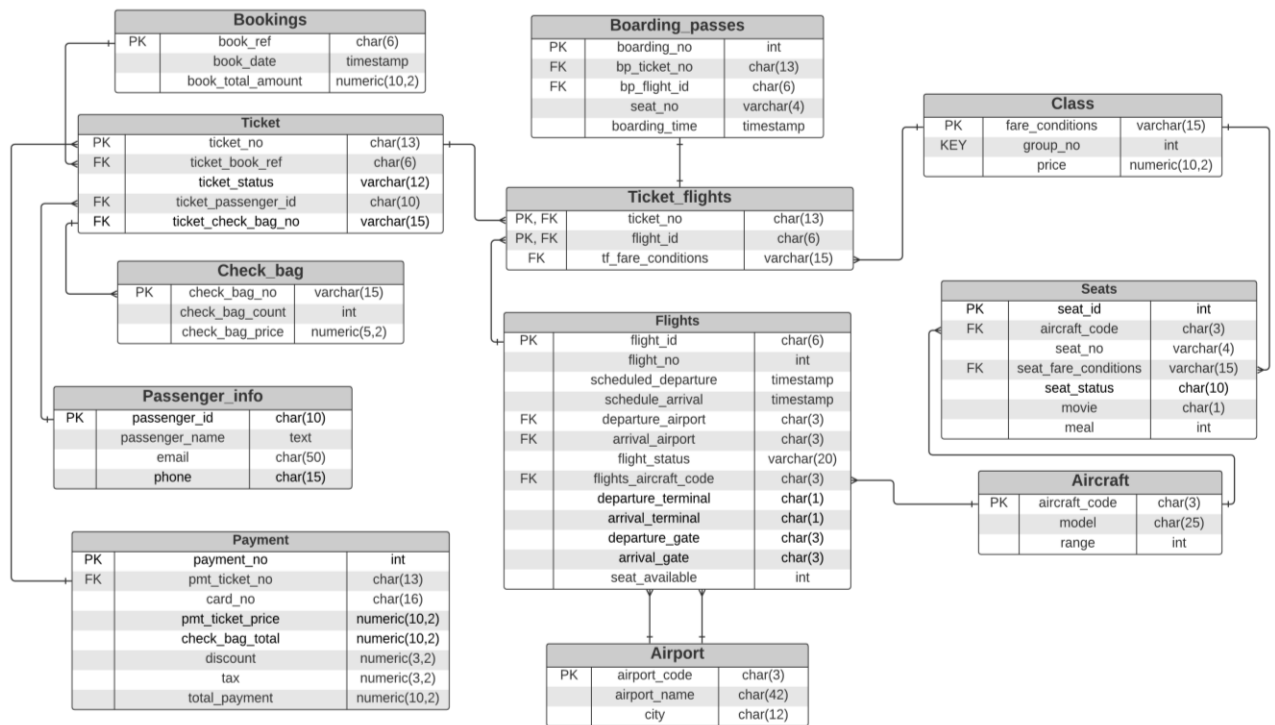 Bookings
PK book_ref char(6)
book_date timestamp
book_total_amount numeric(10,2)
Boarding_passes
PK boarding_no int
FK bp_ticket_no char(13)
FK bp_flight_id char(6)
seat_no varchar(4)
boarding_time timestamp
Class
PK fare_conditions varchar(15)
KEY group_no int
price numeric(10,2)
Ticket
PK ticket_no char(13)
FK ticket_book_ref char(6)
ticket_status varchar(12)
FK ticket_passenger_id char(10)
FK ticket_check_bag_no varchar(15)
Ticket_flights
PK, FK ticket_no char(13)
PK, FK flight_id char(6)
FK tf_fare_conditions varchar(15)
Check_bag
PK check_bag_no varchar(15)
check_bag_count int
check_bag_price numeric(5,2)
Seats
PK seat_id int
FK aircraft_code char(3)
seat_no varchar(4)
FK seat_fare_conditions varchar(15)
seat_status char(10)
movie char(1)
meal int
Flights
PK flight_id char(6)
flight_no int
scheduled_departure timestamp
schedule_arrival timestamp
FK departure_airport char(3)
FK arrival_airport char(3)
flight_status varchar(20)
FK flights_aircraft_code char(3)
departure_terminal char(1)
arrival_terminal char(1)
departure_gate char(3)
arrival_gate char(3)
seat_available int
Passenger_info
PK passenger_id char(10)
passenger_name text
email char(50)
phone char(15)
Aircraft
PK aircraft_code char(3)
model char(25)
range int
Payment
PK payment_no int
FK pmt_ticket_no char(13)
card_no char(16)
pmt_ticket_price numeric(10,2)
check_bag_total numeric(10,2)
discount numeric(3,2)
tax numeric(3,2)
total_payment numeric(10,2)
Airport
PK airport_code char(3)
airport_name char(42)
city char(12)